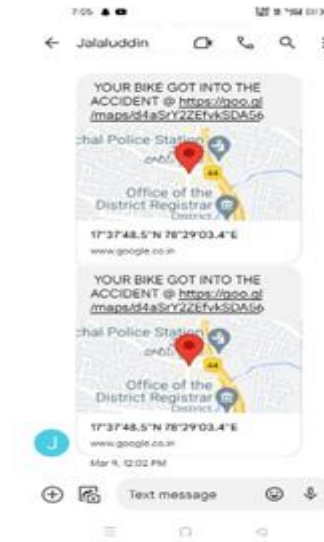 7:05
Jalaluddin
YOUR BIKE GOT INTO THE
ACCIDENT @ https://goo.gl
/maps/d4aSrY2ZEfvkSDA56
chal Police Station
44
Office of the
District Registrar
District
17°37'48.5"N 78°29'03.4"E
www.google.co.in
YOUR BIKE GOT INTO THE
ACCIDENT @ https://goo.gl
/maps/d4aSrY2ZEfvkSDA56
chal Police Station
44
Office of the
District Registrar
District
17°37'48.5"N 78°29'03.4"E
www.google.co.in
J
Mar 9, 12:02 PM
Text message